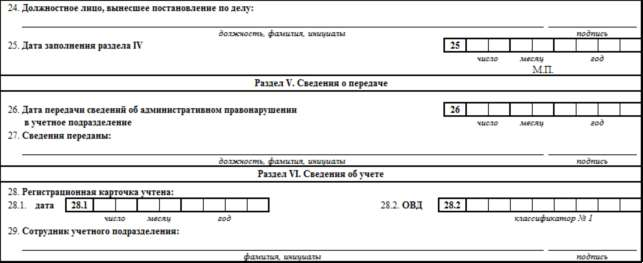 24. Должностное лицо, вынесшее постановление по делу:
должность, фамилия, инициалы подпись
25. Дата заполнения раздела IV 25
число месяц год
М.П.
Раздел V. Сведения о передаче
26. Дата передачи сведений об административном правонарушении 26
в учетное подразделение число месяц год
27. Сведения переданы:
должность, фамилия, инициалы подпись
Раздел VI. Сведения об учете
28. Регистрационная карточка учтена:
28.1. дата 28.1 28.2. ОВД 28.2
число месяц год классификатор № 1
29. Сотрудник учетного подразделения:
фамилия, инициалы подпись